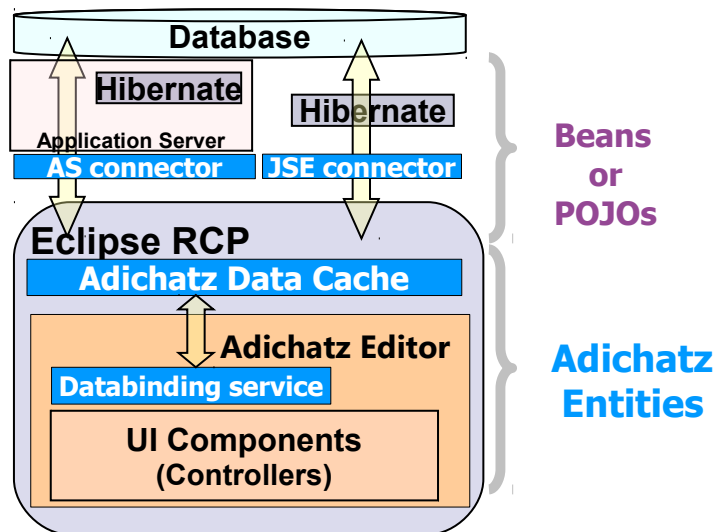 Database
Hibernate
Hibernate
Application Server
AS connector
JSE connector
Beans
or
POJOs
Eclipse RCP
Adichatz Data Cache
Adichatz Editor
Databinding service
UI Components
(Controllers)
Adichatz
Entities